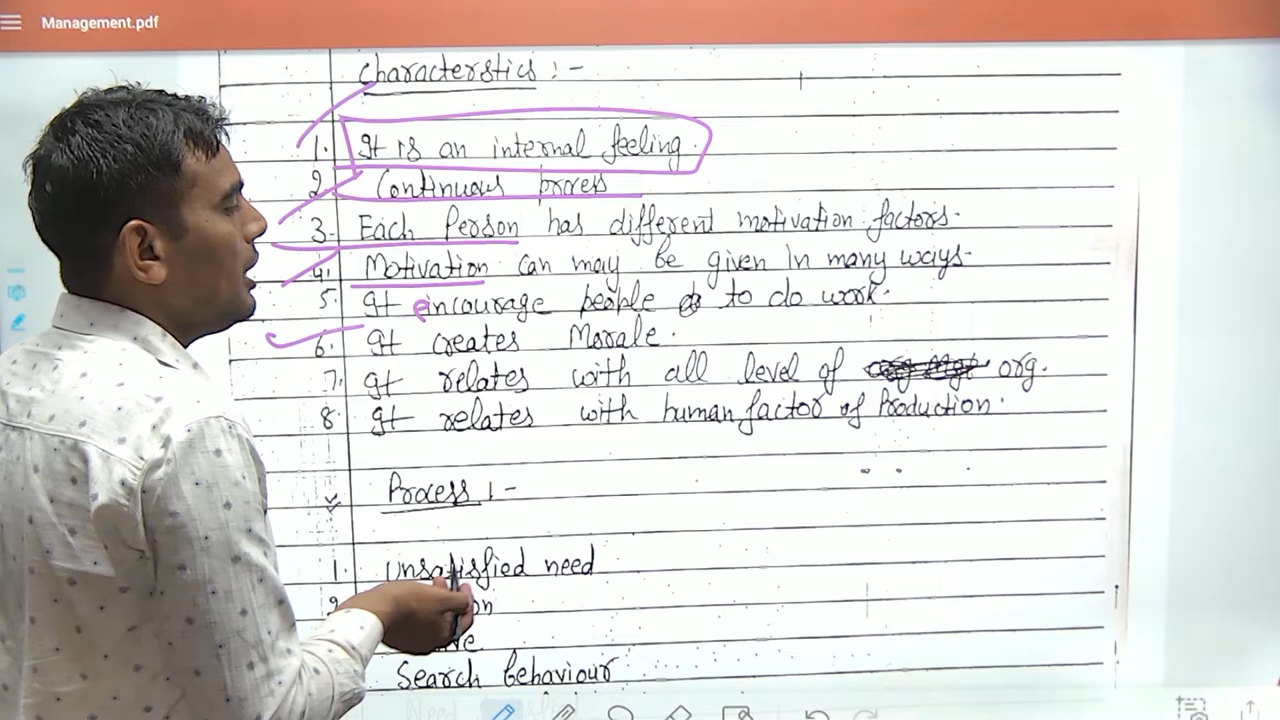 Management.pdf
Characterstics :-
1. It is an internal feeling.
2 Continuous process
3. Each Person has different motivation factors.
4. Motivation can may be given in many ways.
5. It encourage people to do work.
6. It creates Morale.
7. It relates with all level of org.
8. It relates with human factor of Production.
Process :-
1. Unsatisfied need
2
Search behaviour